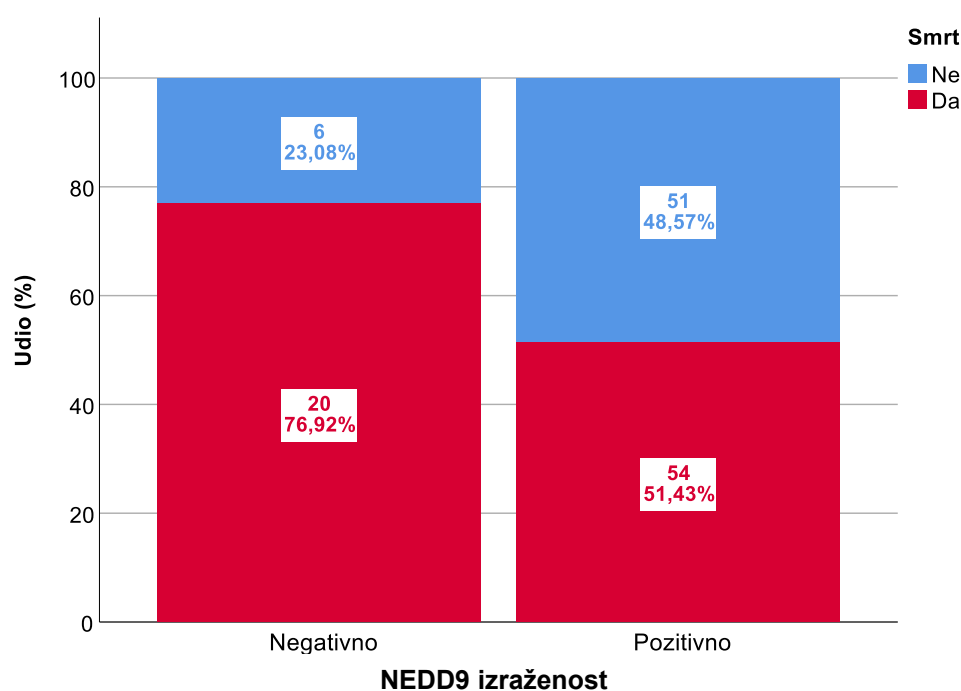 Smrt
Ne
Da
Udio (%)
100
80
60
40
20
0
6
23,08%
20
76,92%
51
48,57%
54
51,43%
Negativno
Pozitivno
NEDD9 izraženost